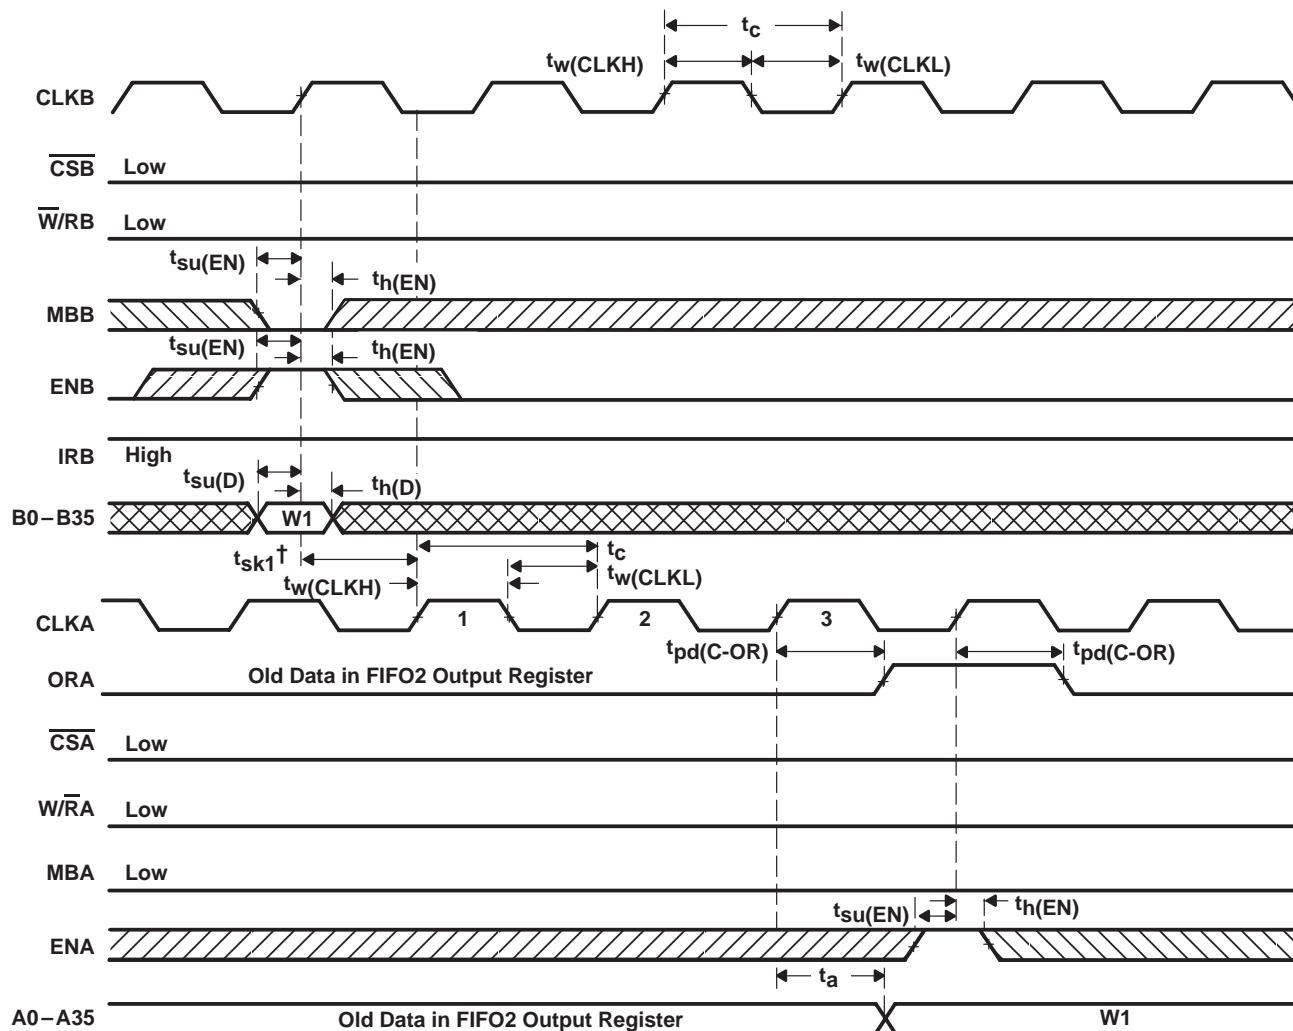 tc
tw(CLKH) tw(CLKL)
CLKB
CSB Low
W/RB Low
tsu(EN)
th(EN)
MBB
tsu(EN) th(EN)
ENB
IRB High
tsu(D) th(D)
B0–B35 W1
tsk1† tc
tw(CLKH) tw(CLKL)
CLKA 1 2 3
tpd(C-OR) tpd(C-OR)
ORA Old Data in FIFO2 Output Register
CSA Low
W/RA Low
MBA Low
tsu(EN) th(EN)
ENA
ta
A0–A35 Old Data in FIFO2 Output Register W1